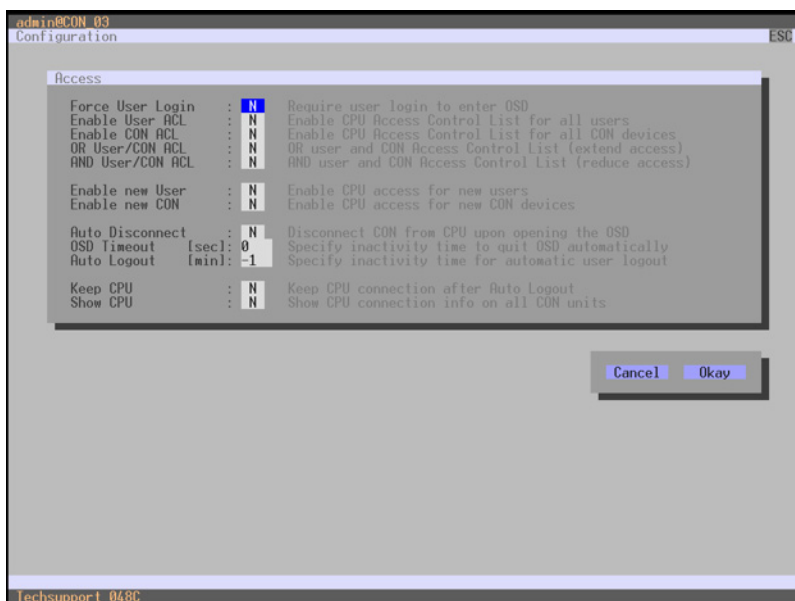 admin@CON_03
Configuration ESC
Access
Force User Login : N Require user login to enter OSD
Enable User ACL : N Enable CPU Access Control List for all users
Enable CON ACL : N Enable CPU Access Control List for all CON devices
OR User/CON ACL : N OR user and CON Access Control List (extend access)
AND User/CON ACL : N AND user and CON Access Control List (reduce access)
Enable new User : N Enable CPU access for new users
Enable new CON : N Enable CPU access for new CON devices
Auto Disconnect : N Disconnect CON from CPU upon opening the OSD
OSD Timeout [sec]: 0 Specify inactivity time to quit OSD automatically
Auto Logout [min]: -1 Specify inactivity time for automatic user logout
Keep CPU : N Keep CPU connection after Auto Logout
Show CPU : N Show CPU connection info on all CON units
Cancel Okay
Techsupport 048C